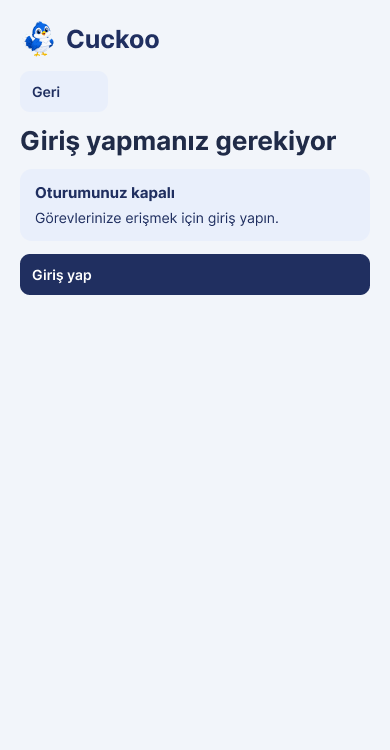 Cuckoo
Geri
Giriş yapmanız gerekiyor
Oturumunuz kapalı
Görevlerinize erişmek için giriş yapın.
Giriş yap